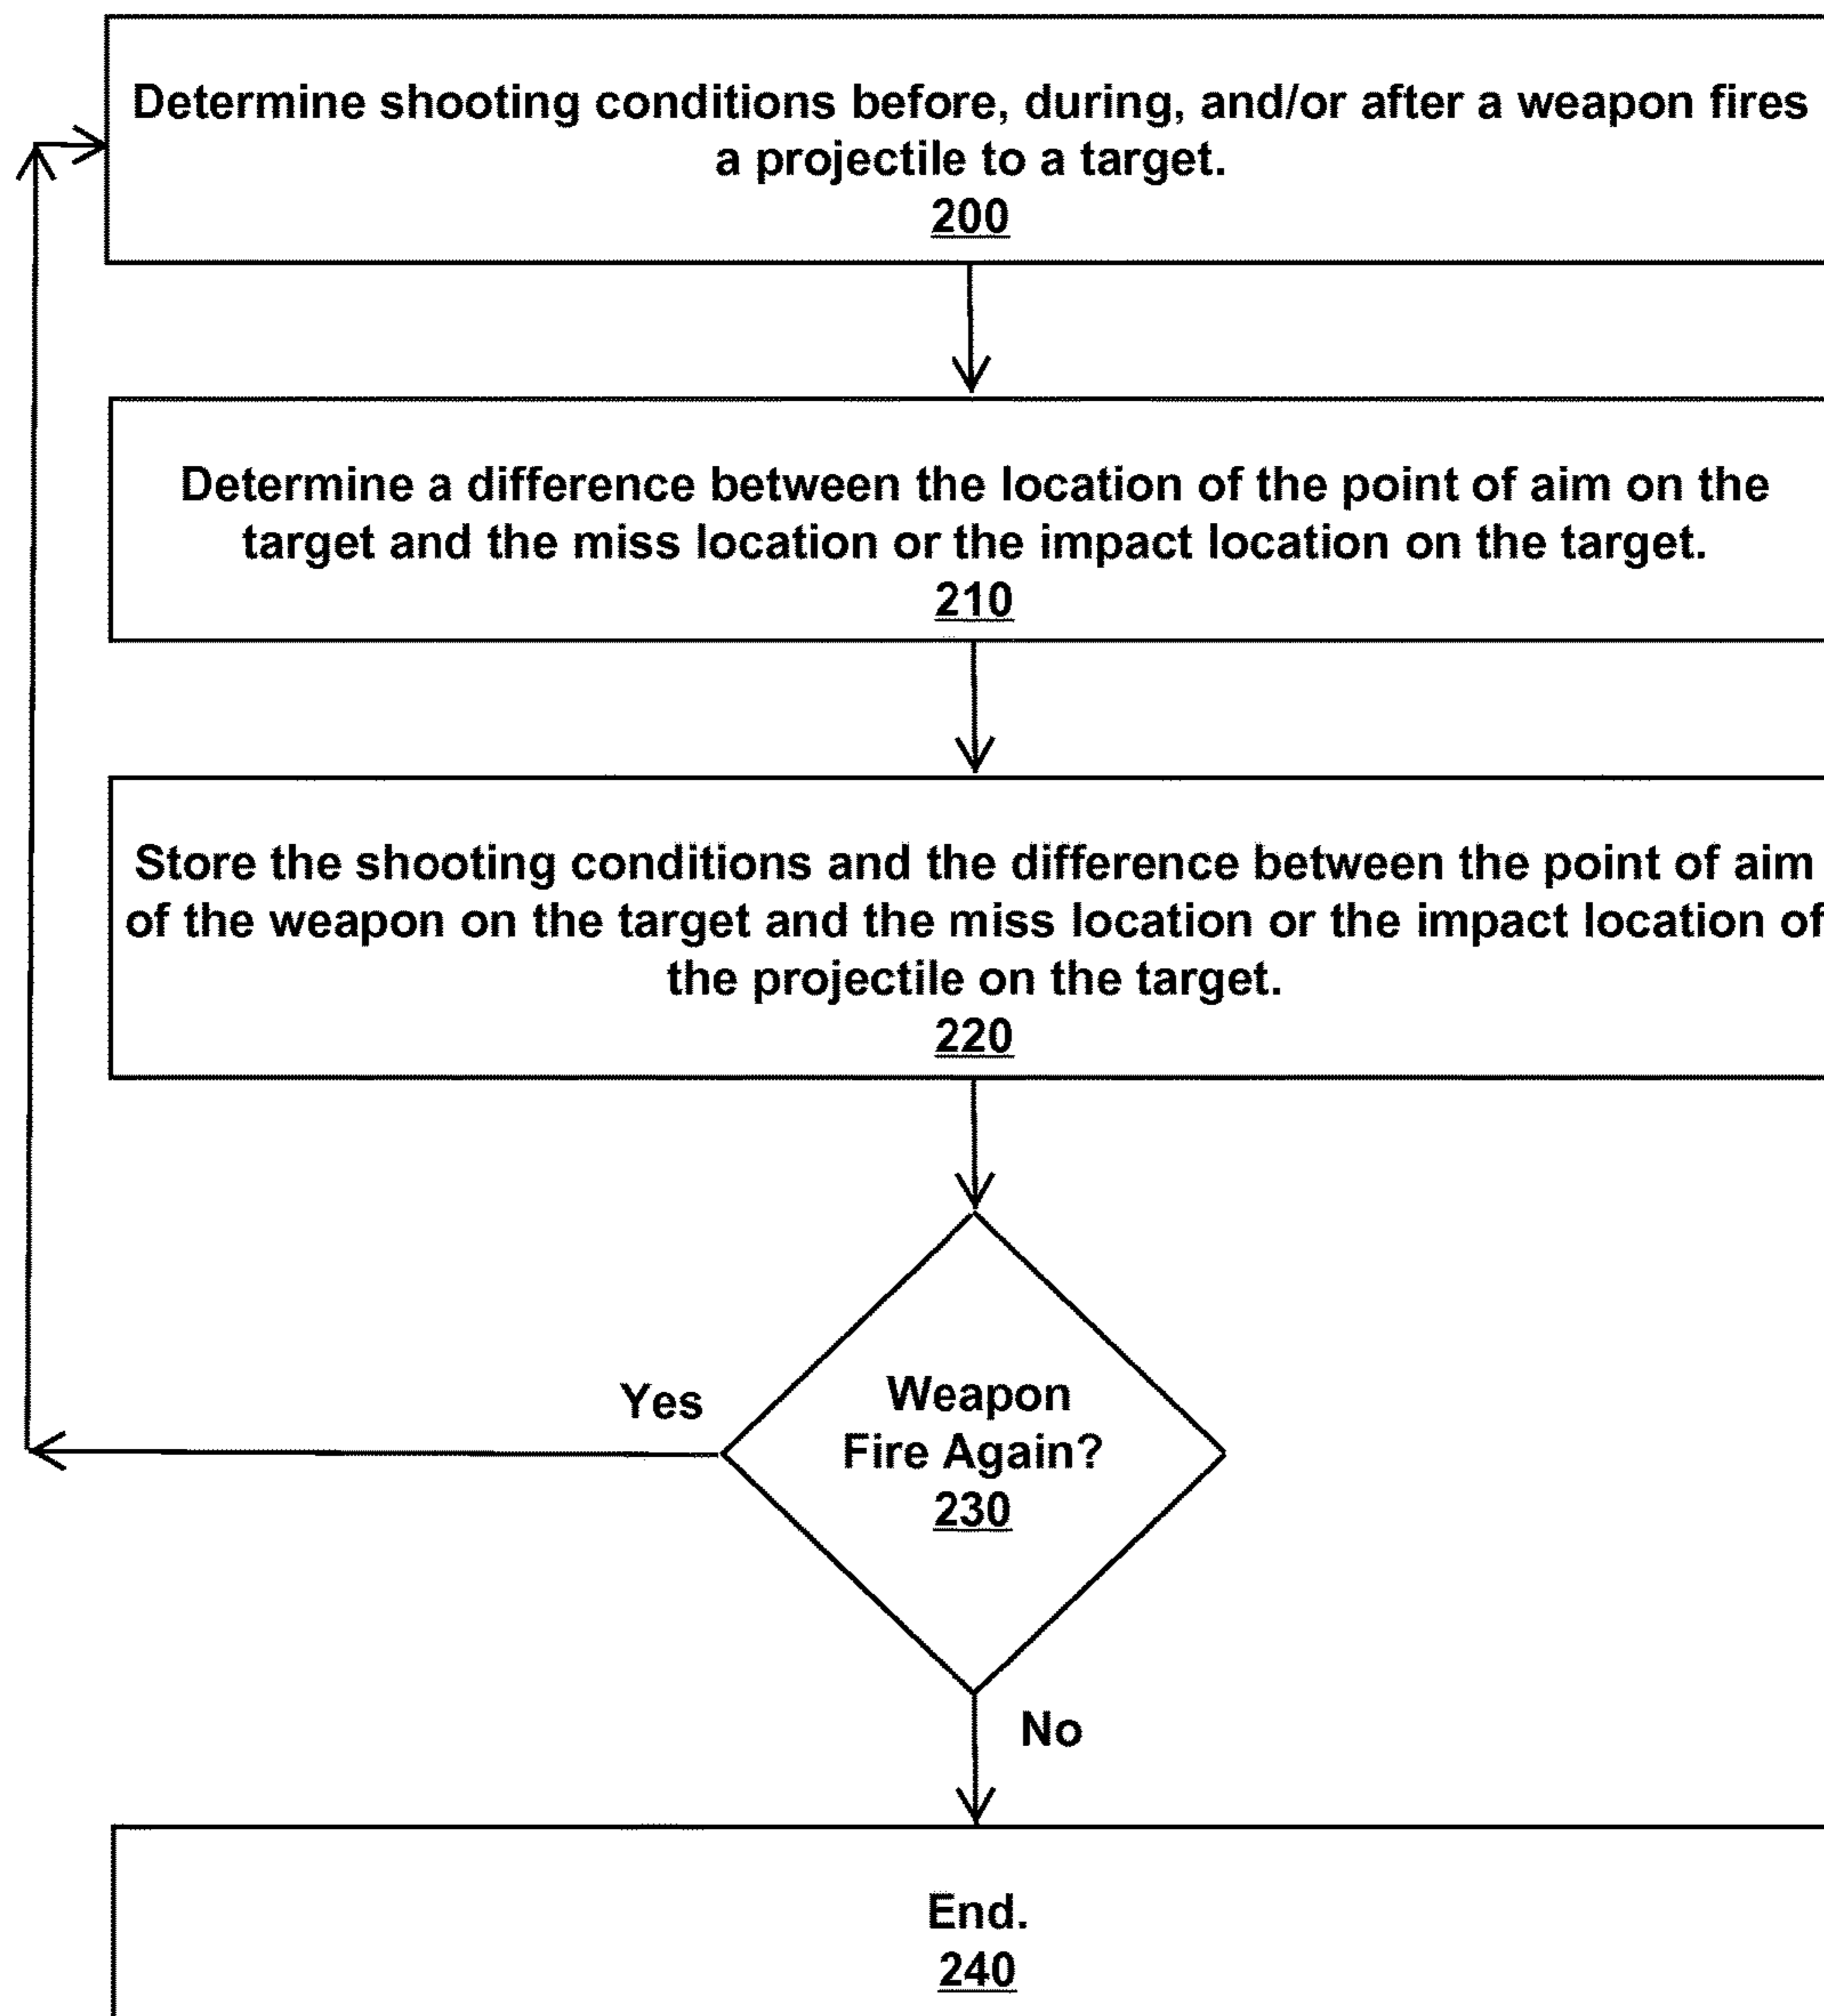 Determine shooting conditions before, during, and/or after a weapon fires
a projectile to a target.
200
Determine a difference between the location of the point of aim on the
target and the miss location or the impact location on the target.
210
Store the shooting conditions and the difference between the point of aim
of the weapon on the target and the miss location or the impact location of
the projectile on the target.
220
Yes
Weapon
Fire Again?
230
No
End.
240